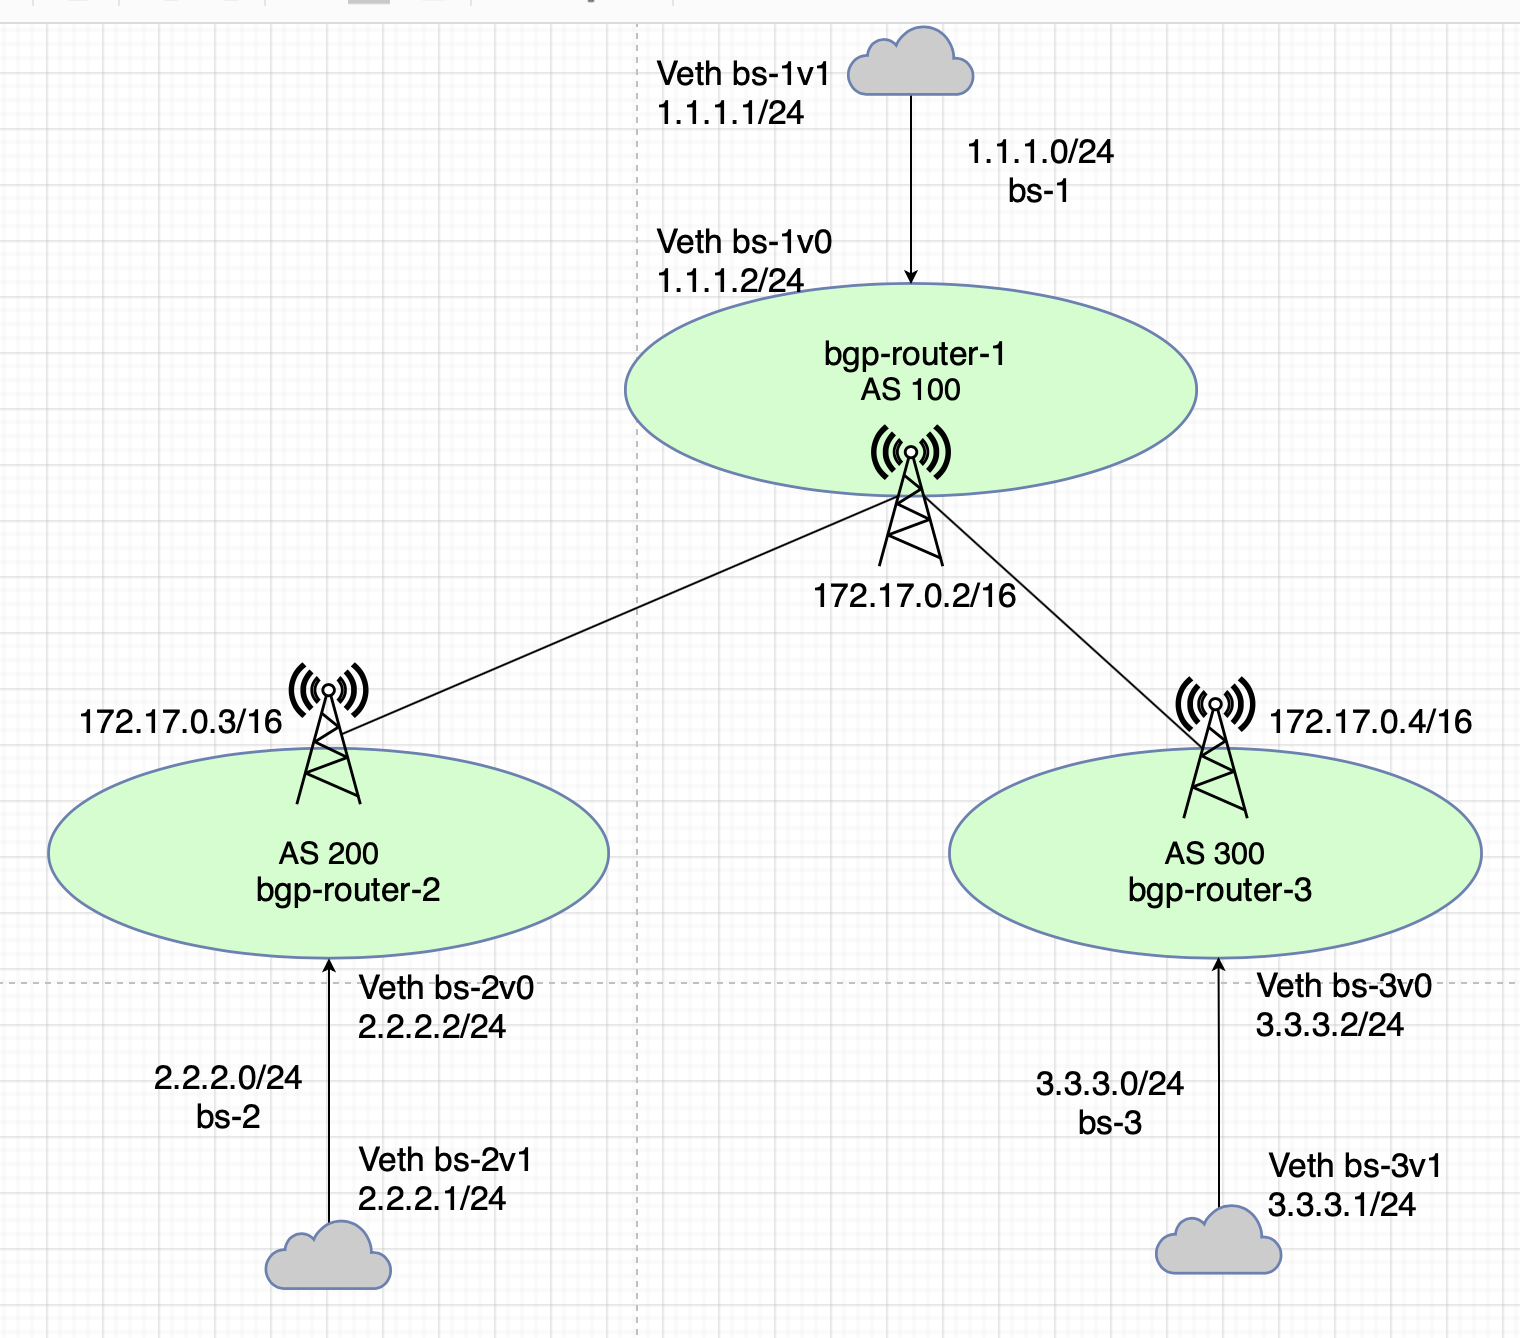 Veth bs-1v1
1.1.1.1/24
1.1.1.0/24
bs-1
Veth bs-1v0
1.1.1.2/24
bgp-router-1
AS 100
172.17.0.2/16
172.17.0.3/16
172.17.0.4/16
AS 200
bgp-router-2
AS 300
bgp-router-3
Veth bs-2v0
2.2.2.2/24
Veth bs-3v0
3.3.3.2/24
2.2.2.0/24
bs-2
3.3.3.0/24
bs-3
Veth bs-2v1
2.2.2.1/24
Veth bs-3v1
3.3.3.1/24